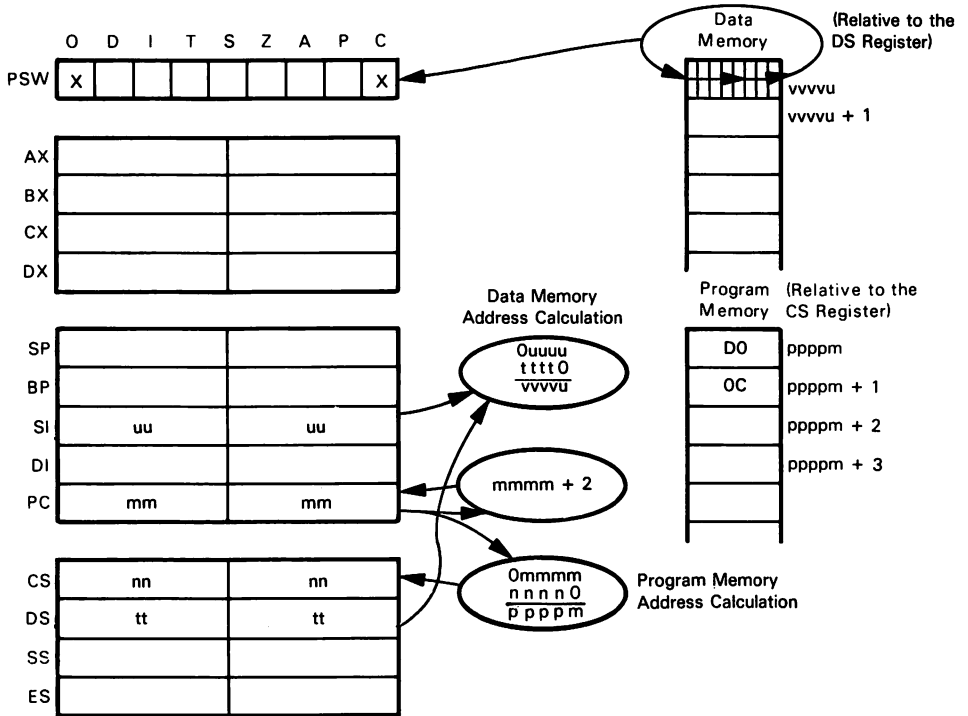 O D I T S Z A P C
PSW X X
AX
BX
CX
DX
SP
BP
SI uu uu
DI
PC mm mm
CS nn nn
DS tt tt
SS
ES
Data Memory
Address Calculation
0uuuu
tttt0
vvvvu
mmmm + 2
0mmmm
nnnn0
ppppm
Program Memory
Address Calculation
Data
Memory
(Relative to the
DS Register)
vvvvu
vvvvu + 1
Program
Memory
(Relative to the
CS Register)
D0 ppppm
0C ppppm + 1
ppppm + 2
ppppm + 3